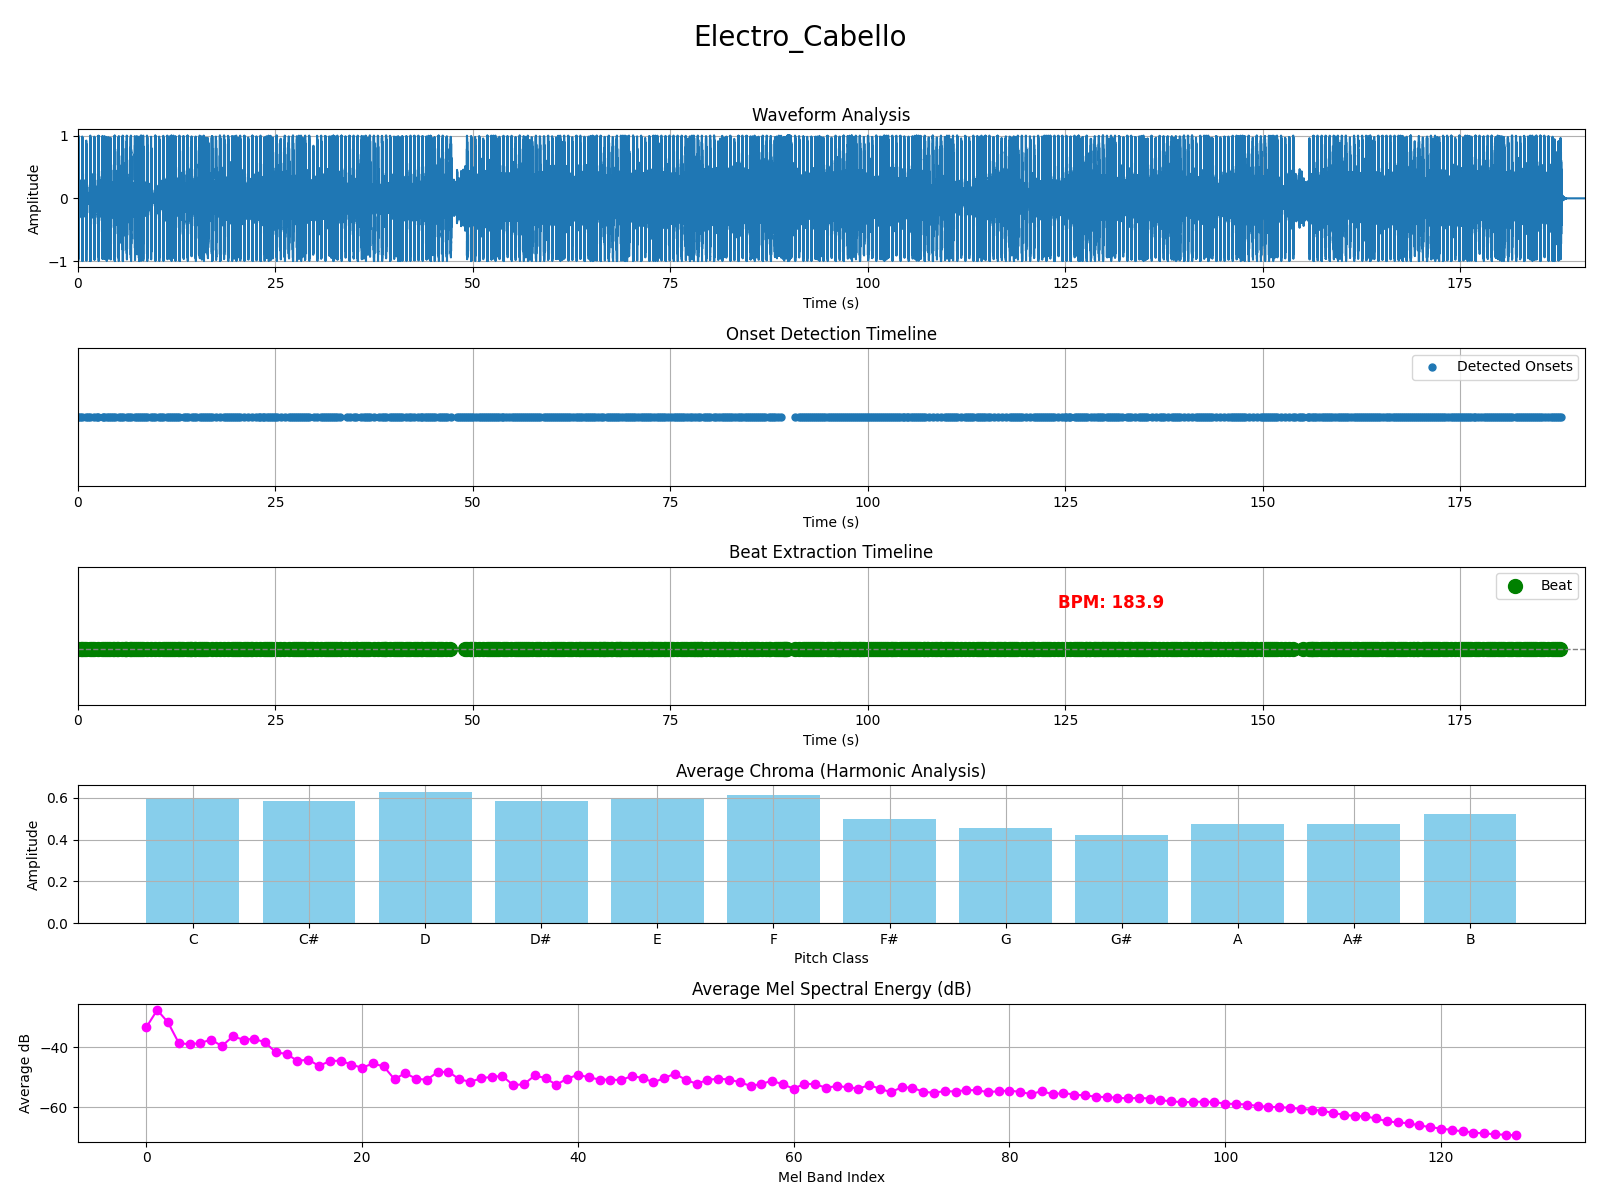 Electro_Cabello
Waveform Analysis
1
0
−1
Amplitude
0 25 50 75 100 125 150 175
Time (s)
Onset Detection Timeline
Detected Onsets
0 25 50 75 100 125 150 175
Time (s)
Beat Extraction Timeline
Beat
BPM: 183.9
0 25 50 75 100 125 150 175
Time (s)
Average Chroma (Harmonic Analysis)
0.6
0.4
0.2
0.0
Amplitude
C C# D D# E F F# G G# A A# B
Pitch Class
Average Mel Spectral Energy (dB)
−40
−60
Average dB
0 20 40 60 80 100 120
Mel Band Index